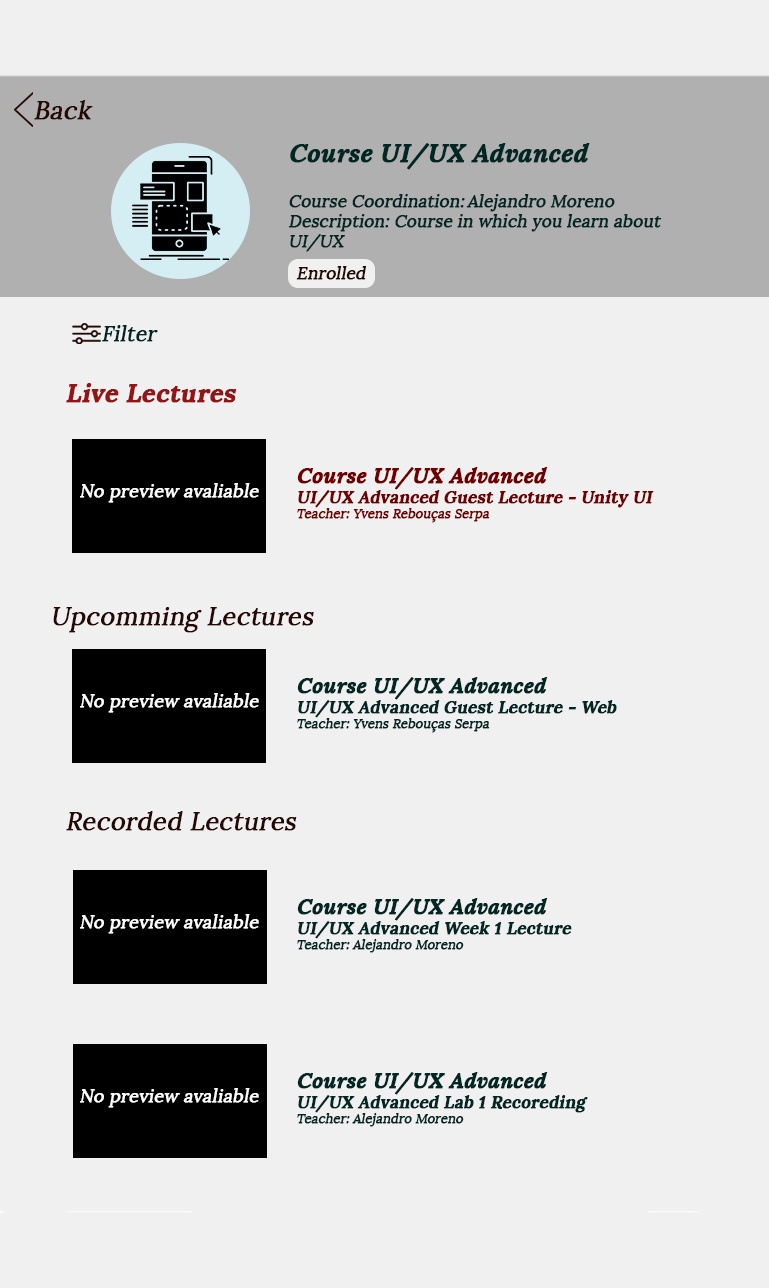 Back
Course UI/UX Advanced
Course Coordination: Alejandro Moreno
Description: Course in which you learn about
UI/UX
Enrolled
Filter
Live Lectures
No preview avaliable
Course UI/UX Advanced
UI/UX Advanced Guest Lecture - Unity UI
Teacher: Yvens Rebouças Serpa
Upcomming Lectures
No preview avaliable
Course UI/UX Advanced
UI/UX Advanced Guest Lecture - Web
Teacher: Yvens Rebouças Serpa
Recorded Lectures
No preview avaliable
Course UI/UX Advanced
UI/UX Advanced Week 1 Lecture
Teacher: Alejandro Moreno
No preview avaliable
Course UI/UX Advanced
UI/UX Advanced Lab 1 Recoreding
Teacher: Alejandro Moreno